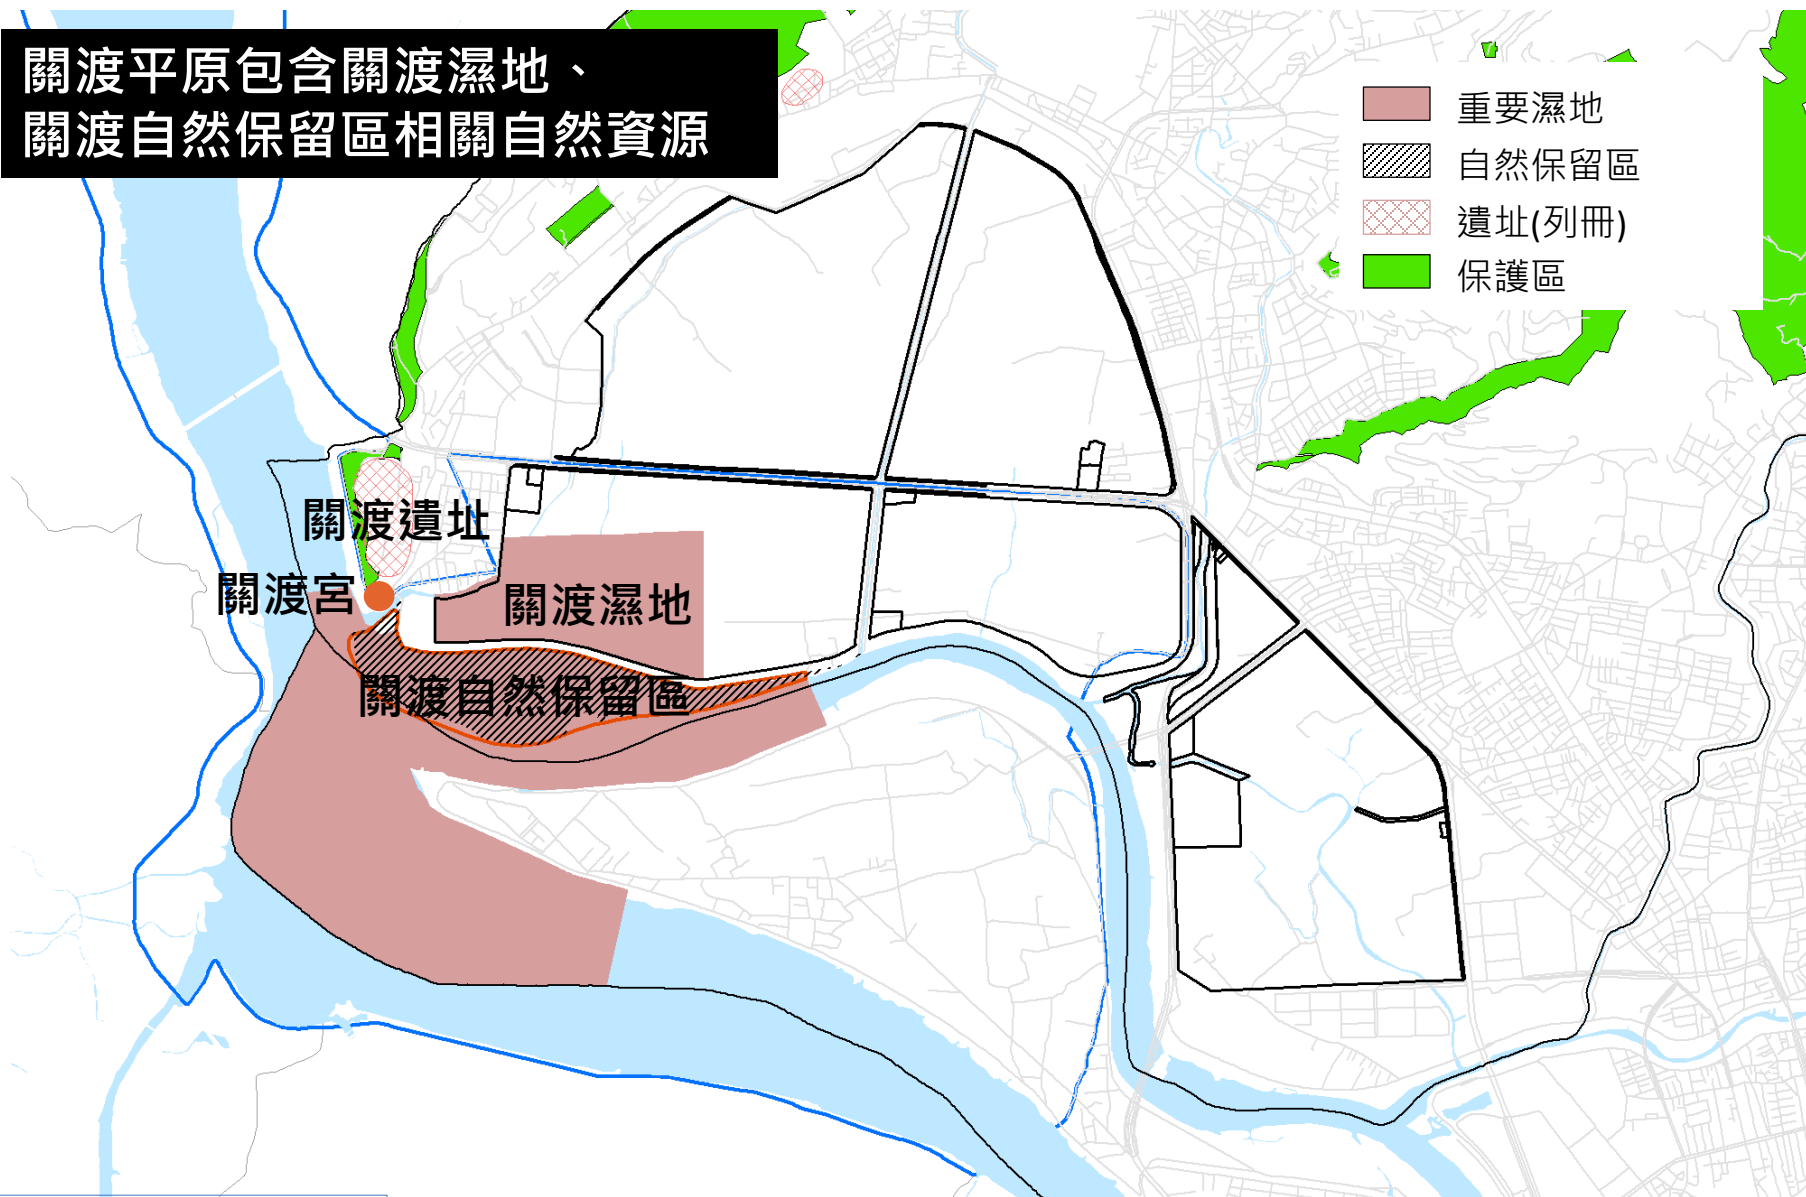 關渡平原包含關渡濕地、
關渡自然保留區相關自然資源
重要濕地
自然保留區
遺址(列冊)
保護區
關渡遺址
關渡宮
關渡濕地
關渡自然保留區